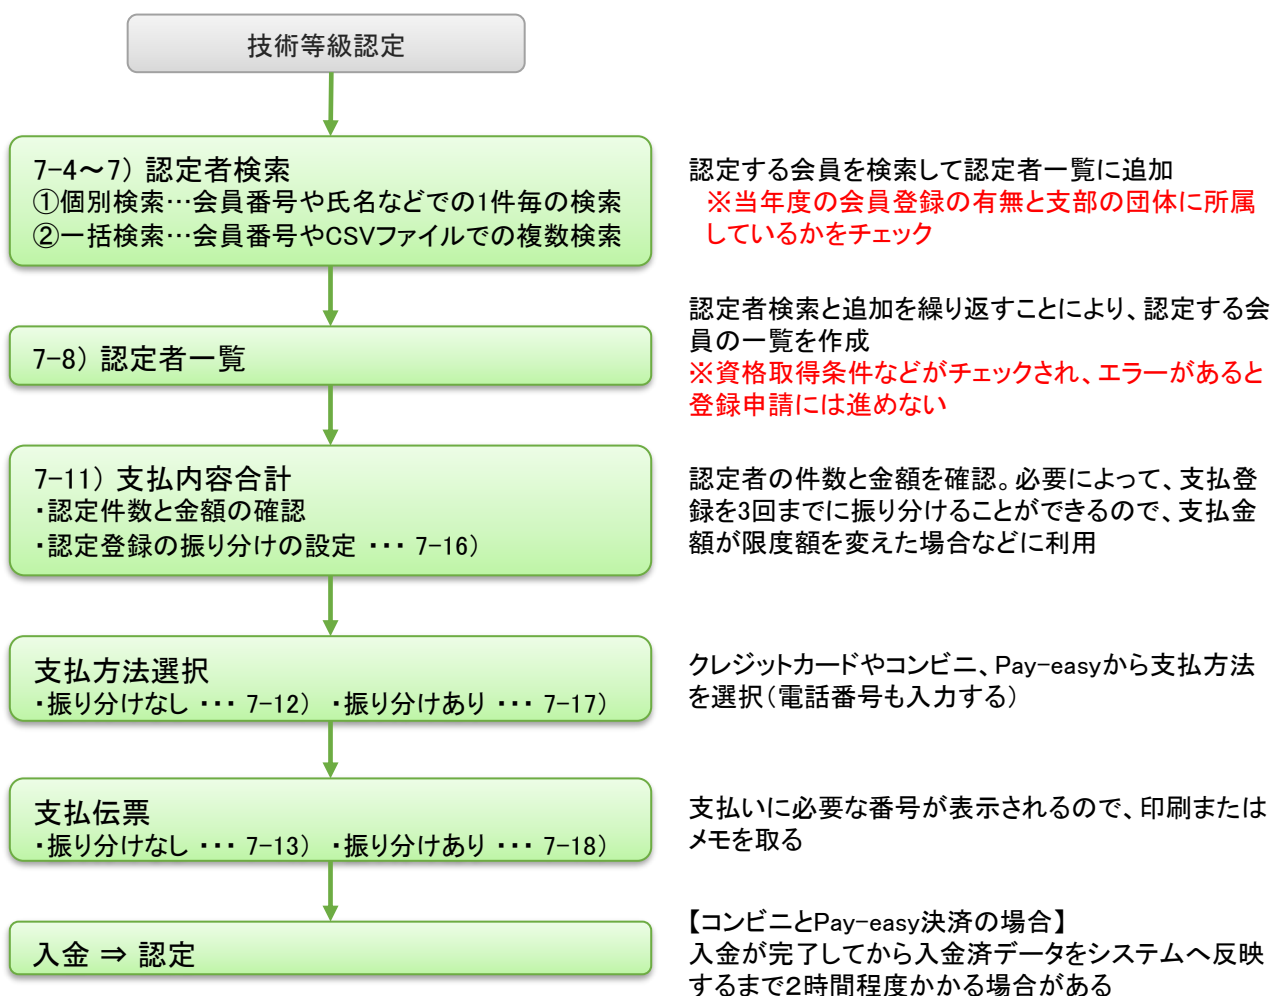 技術等級認定
7-4～7） 認定者検索
①個別検索…会員番号や氏名などでの1件毎の検索
②一括検索…会員番号やCSVファイルでの複数検索
認定する会員を検索して認定者一覧に追加
※当年度の会員登録の有無と支部の団体に所属
しているかをチェック
7-8） 認定者一覧
認定者検索と追加を繰り返すことにより、認定する会
員の一覧を作成
※資格取得条件などがチェックされ、エラーがあると
登録申請には進めない
7-11） 支払内容合計
・認定件数と金額の確認
・認定登録の振り分けの設定 ・・・ 7-16）
認定者の件数と金額を確認。必要によって、支払登
録を3回までに振り分けることができるので、支払金
額が限度額を変えた場合などに利用
支払方法選択
・振り分けなし ・・・ 7-12） ・振り分けあり ・・・ 7-17）
クレジットカードやコンビニ、Pay-easyから支払方法
を選択（電話番号も入力する）
支払伝票
・振り分けなし ・・・ 7-13） ・振り分けあり ・・・ 7-18）
支払いに必要な番号が表示されるので、印刷または
メモを取る
入金 ⇒ 認定
【コンビニとPay-easy決済の場合】
入金が完了してから入金済データをシステムへ反映
するまで２時間程度かかる場合がある